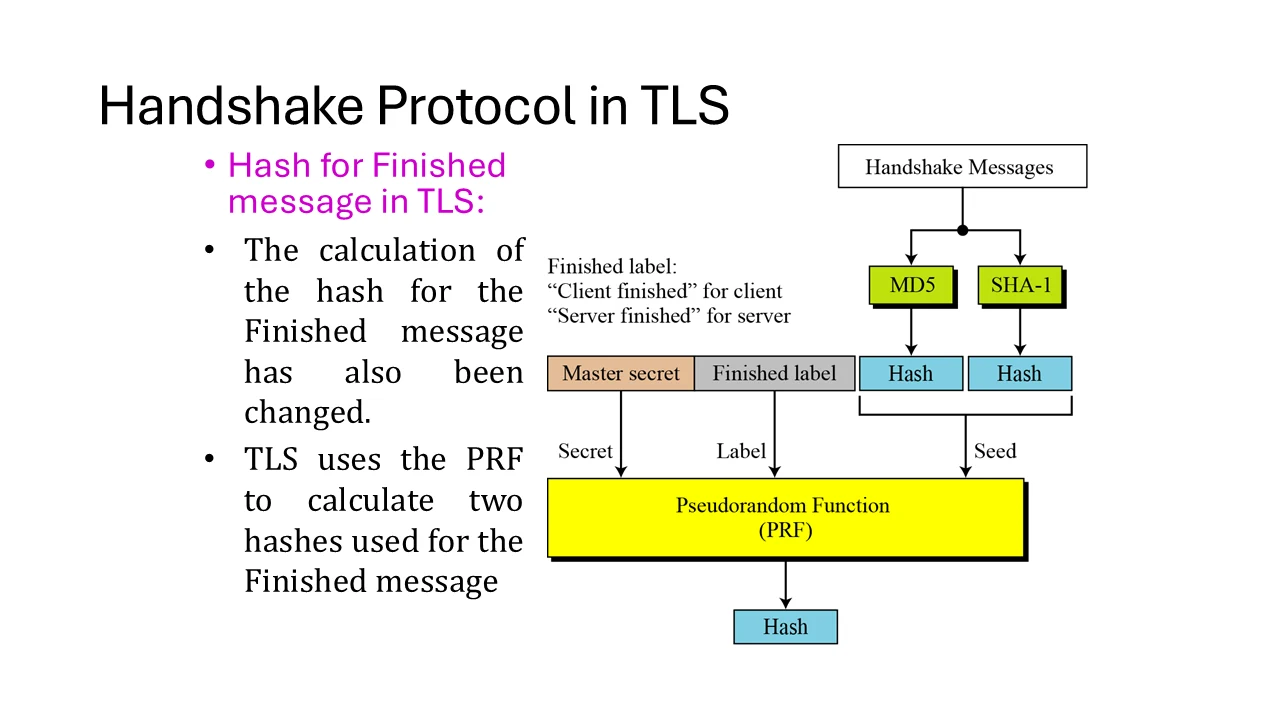 Handshake Protocol in TLS
• Hash for Finished
message in TLS:
• The calculation of
the hash for the
Finished message
has also been
changed.
• TLS uses the PRF
to calculate two
hashes used for the
Finished message
Handshake Messages
Finished label:
“Client finished” for client
“Server finished” for server
MD5
SHA-1
Master secret
Finished label
Hash
Hash
Secret
Label
Seed
Pseudorandom Function
(PRF)
Hash